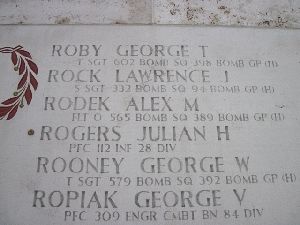 ROBY GEORGE T
T SGT 602 BOMB SQ 398 BOMB GP (H)
ROCK LAWRENCE J
S SGT 332 BOMB SQ 94 BOMB GP (H)
RODEK ALEX M
FLT O 565 BOMB SQ 389 BOMB GP (H)
ROGERS JULIAN H
PFC 112 INF 28 DIV
ROONEY GEORGE W
T SGT 579 BOMB SQ 392 BOMB GP (H)
ROPIAK GEORGE V
PFC 309 ENGR CMBT BN 84 DIV